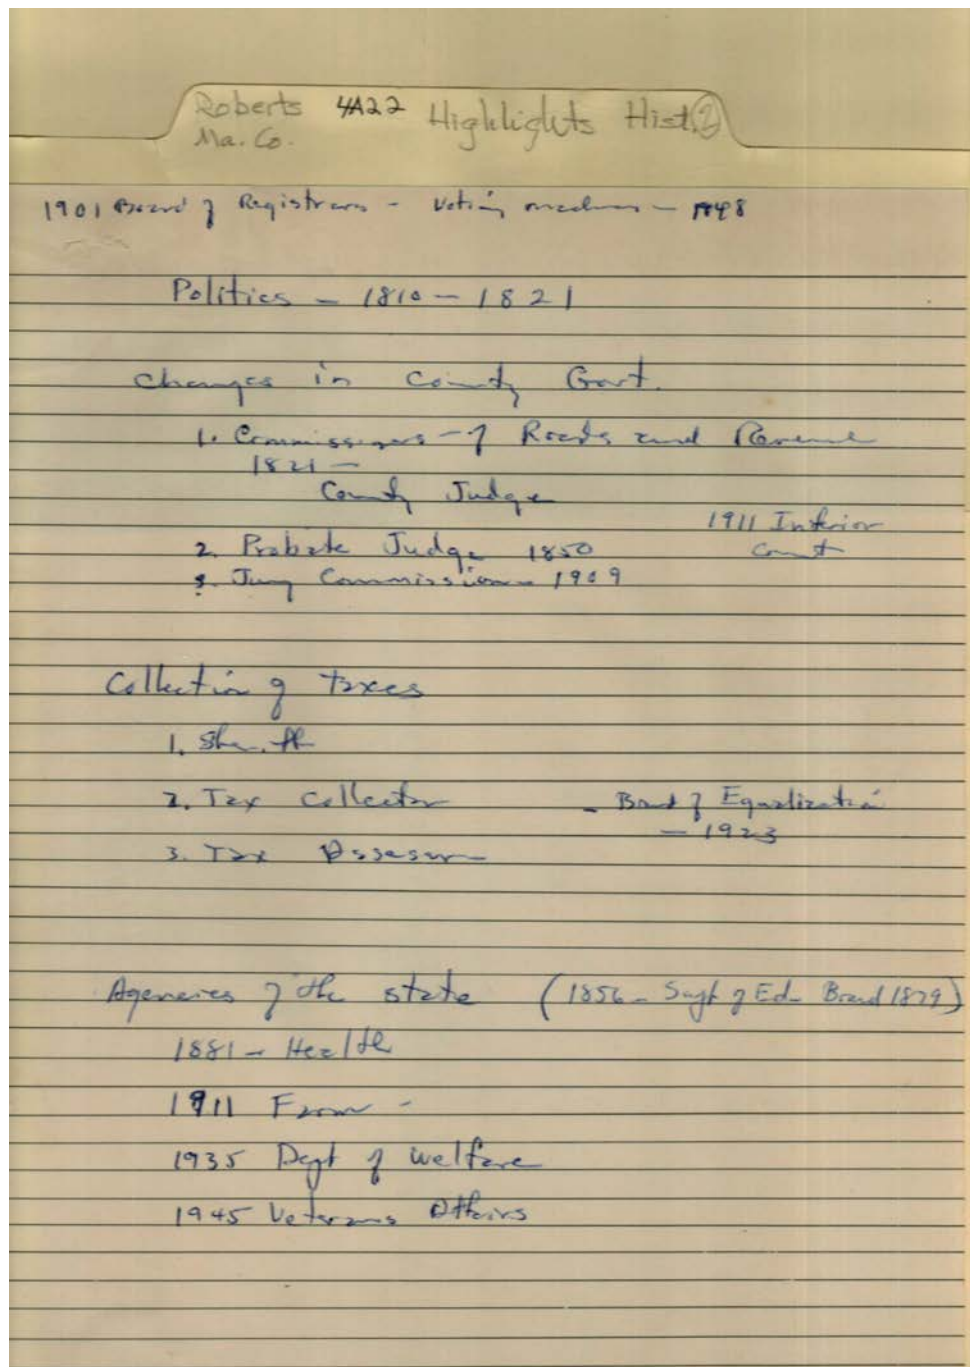 Roberts 4A22 Highlights Hist. 2
Ma. Co.
1901 Board of Registrars - Voting machines - 1948
Politics - 1810 - 1821
Changes in County Govt.
1. Commissioners - of Roads and Revenue
1821 -
County Judge
1911 Inferior
Court
2. Probate Judge 1850
3. Jury Commission - 1909
Collection of taxes
1. Sheriff
2. Tax Collector - Board of Equalization
- 1923
3. Tax Assessor
Agencies of the state (1856 - Supt of Ed - Board 1879)
1881 - Health
1911 Farm -
1935 Dept of Welfare
1945 Veterans Affairs